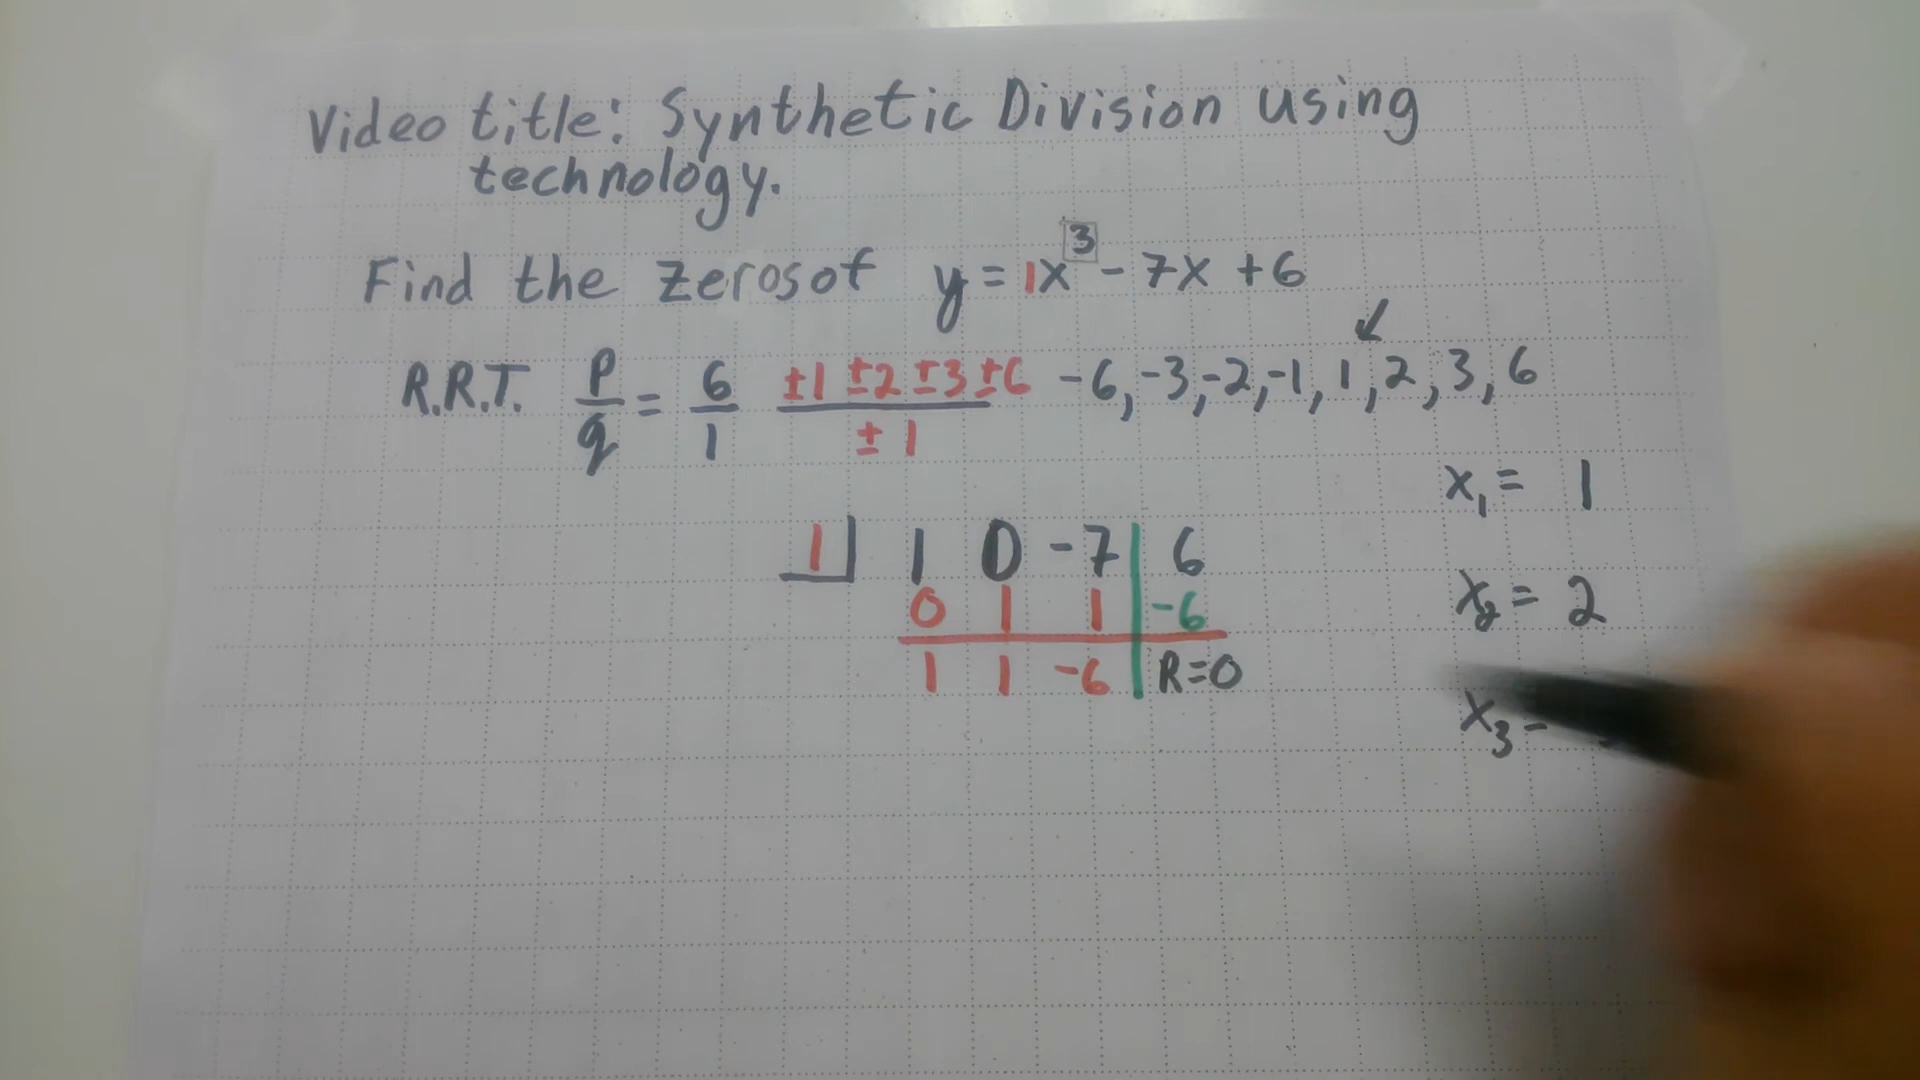 Video title: Synthetic Division using
technology.
Find the zeros of y = 1x³ - 7x + 6
R.R.T. p/q = 6/1 ±1 ±2 ±3 ±6 / ±1 -6, -3, -2, -1, 1, 2, 3, 6
x₁ = 1
1 1 0 -7 6
0 1 1 -6
x₂ = 2
1 1 -6 R=0
x₃ =